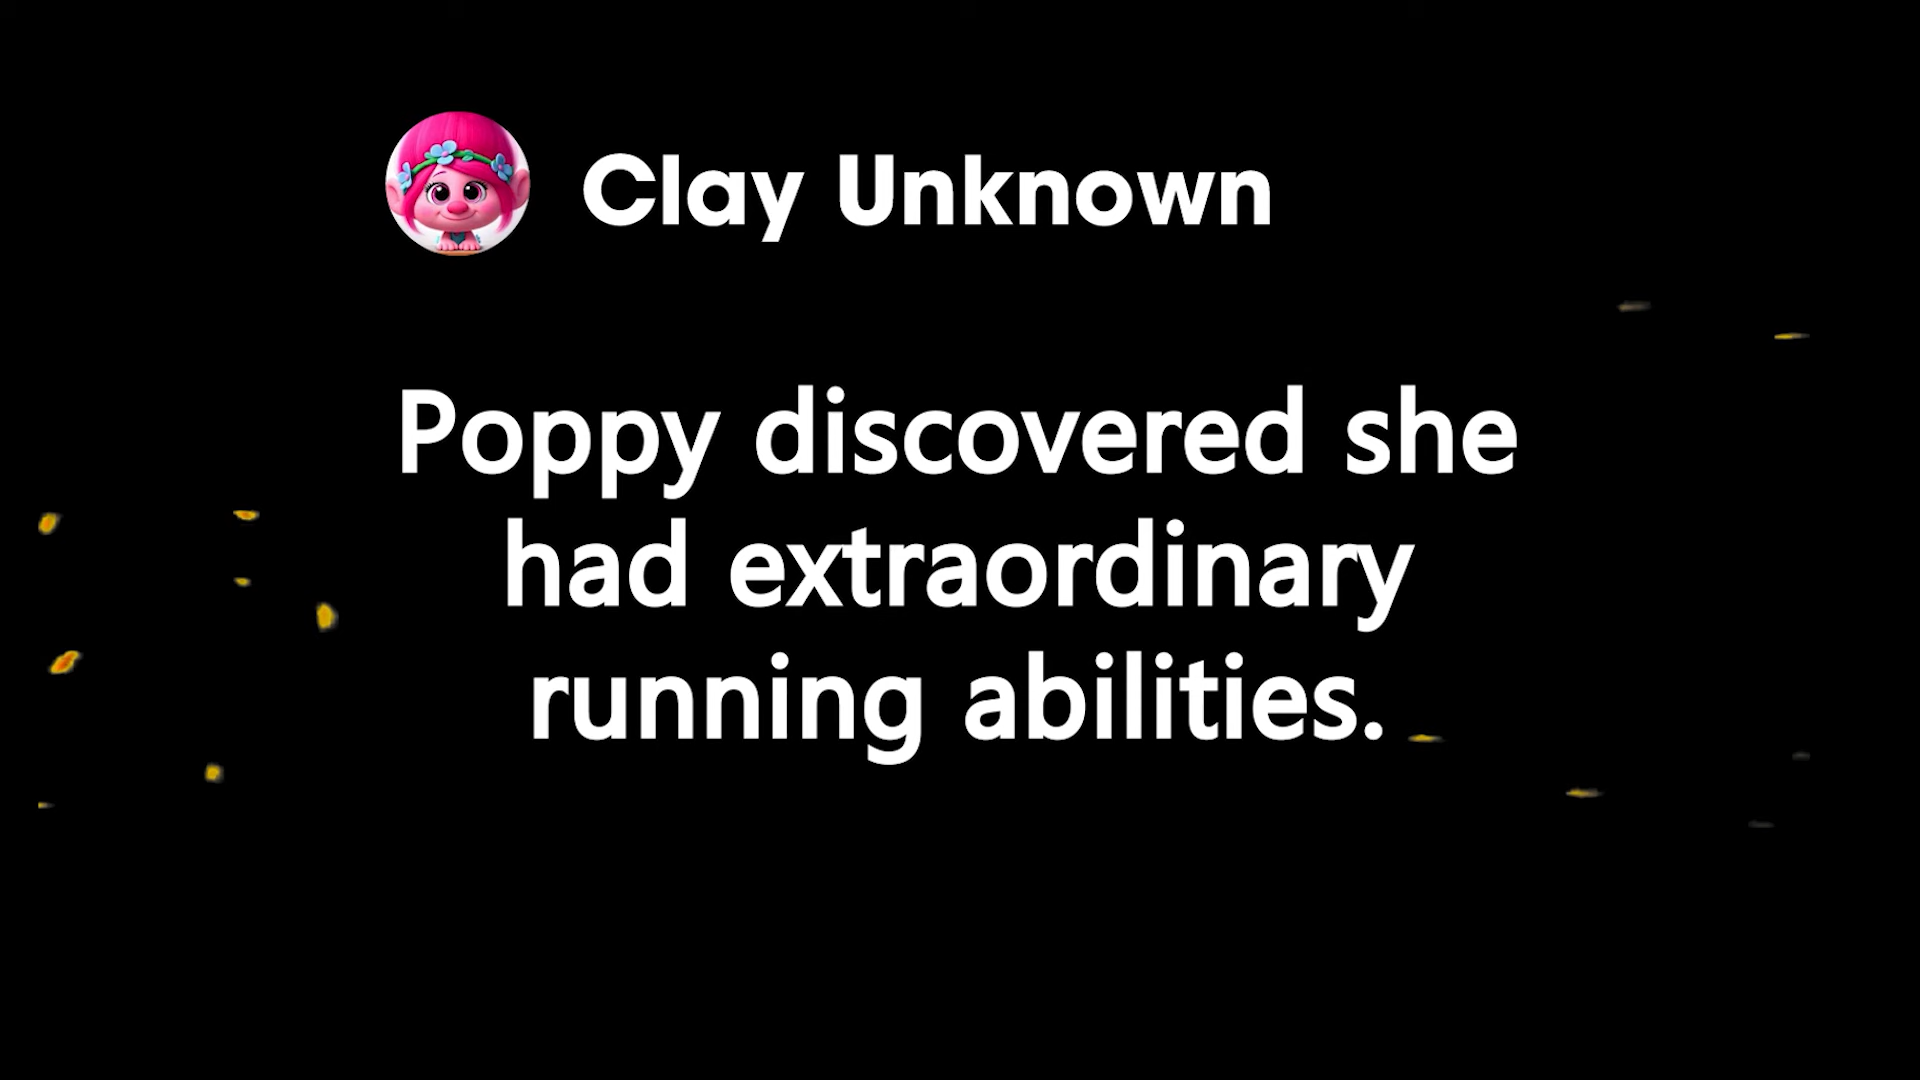 Clay Unknown
Poppy discovered she
had extraordinary
running abilities.